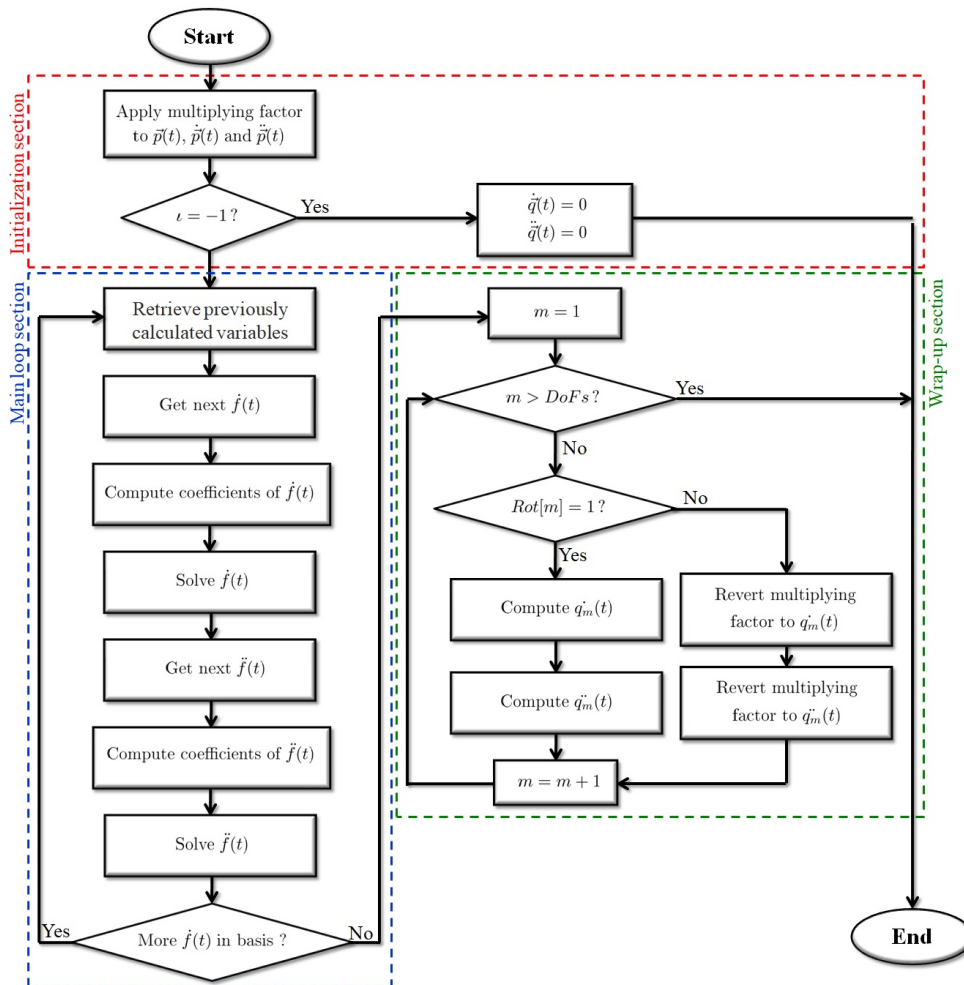 Start
Initialization section
Apply multiplying factor
to p⃗(t), ṗ⃗(t) and p̈⃗(t)
ι = −1 ?
Yes
q̇⃗(t) = 0
q̈⃗(t) = 0
Main loop section
Retrieve previously
calculated variables
Get next ḟ(t)
Compute coefficients of ḟ(t)
Solve ḟ(t)
Get next f̈(t)
Compute coefficients of f̈(t)
Solve f̈(t)
More ḟ(t) in basis ?
Yes
No
Wrap-up section
m = 1
m > DoFs ?
Yes
No
Rot[m] = 1 ?
No
Yes
Compute q̇ₘ(t)
Compute q̈ₘ(t)
Revert multiplying
factor to q̇ₘ(t)
Revert multiplying
factor to q̈ₘ(t)
m = m + 1
End